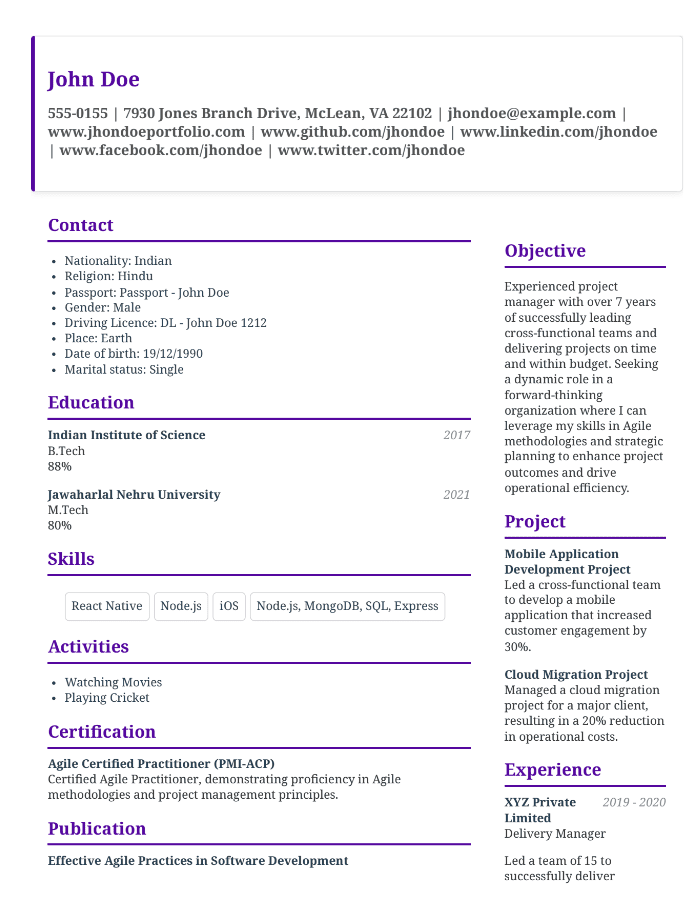 John Doe
555-0155 | 7930 Jones Branch Drive, McLean, VA 22102 | jhondoe@example.com |
www.jhondoeportfolio.com | www.github.com/jhondoe | www.linkedin.com/jhondoe
| www.facebook.com/jhondoe | www.twitter.com/jhondoe
Contact
• Nationality: Indian
• Religion: Hindu
• Passport: Passport - John Doe
• Gender: Male
• Driving Licence: DL - John Doe 1212
• Place: Earth
• Date of birth: 19/12/1990
• Marital status: Single
Education
Indian Institute of Science 2017
B.Tech
88%
Jawaharlal Nehru University 2021
M.Tech
80%
Skills
React Native Node.js iOS Node.js, MongoDB, SQL, Express
Activities
• Watching Movies
• Playing Cricket
Certification
Agile Certified Practitioner (PMI-ACP)
Certified Agile Practitioner, demonstrating proficiency in Agile
methodologies and project management principles.
Publication
Effective Agile Practices in Software Development
Objective
Experienced project
manager with over 7 years
of successfully leading
cross-functional teams and
delivering projects on time
and within budget. Seeking
a dynamic role in a
forward-thinking
organization where I can
leverage my skills in Agile
methodologies and strategic
planning to enhance project
outcomes and drive
operational efficiency.
Project
Mobile Application
Development Project
Led a cross-functional team
to develop a mobile
application that increased
customer engagement by
30%.
Cloud Migration Project
Managed a cloud migration
project for a major client,
resulting in a 20% reduction
in operational costs.
Experience
XYZ Private 2019 - 2020
Limited
Delivery Manager
Led a team of 15 to
successfully deliver